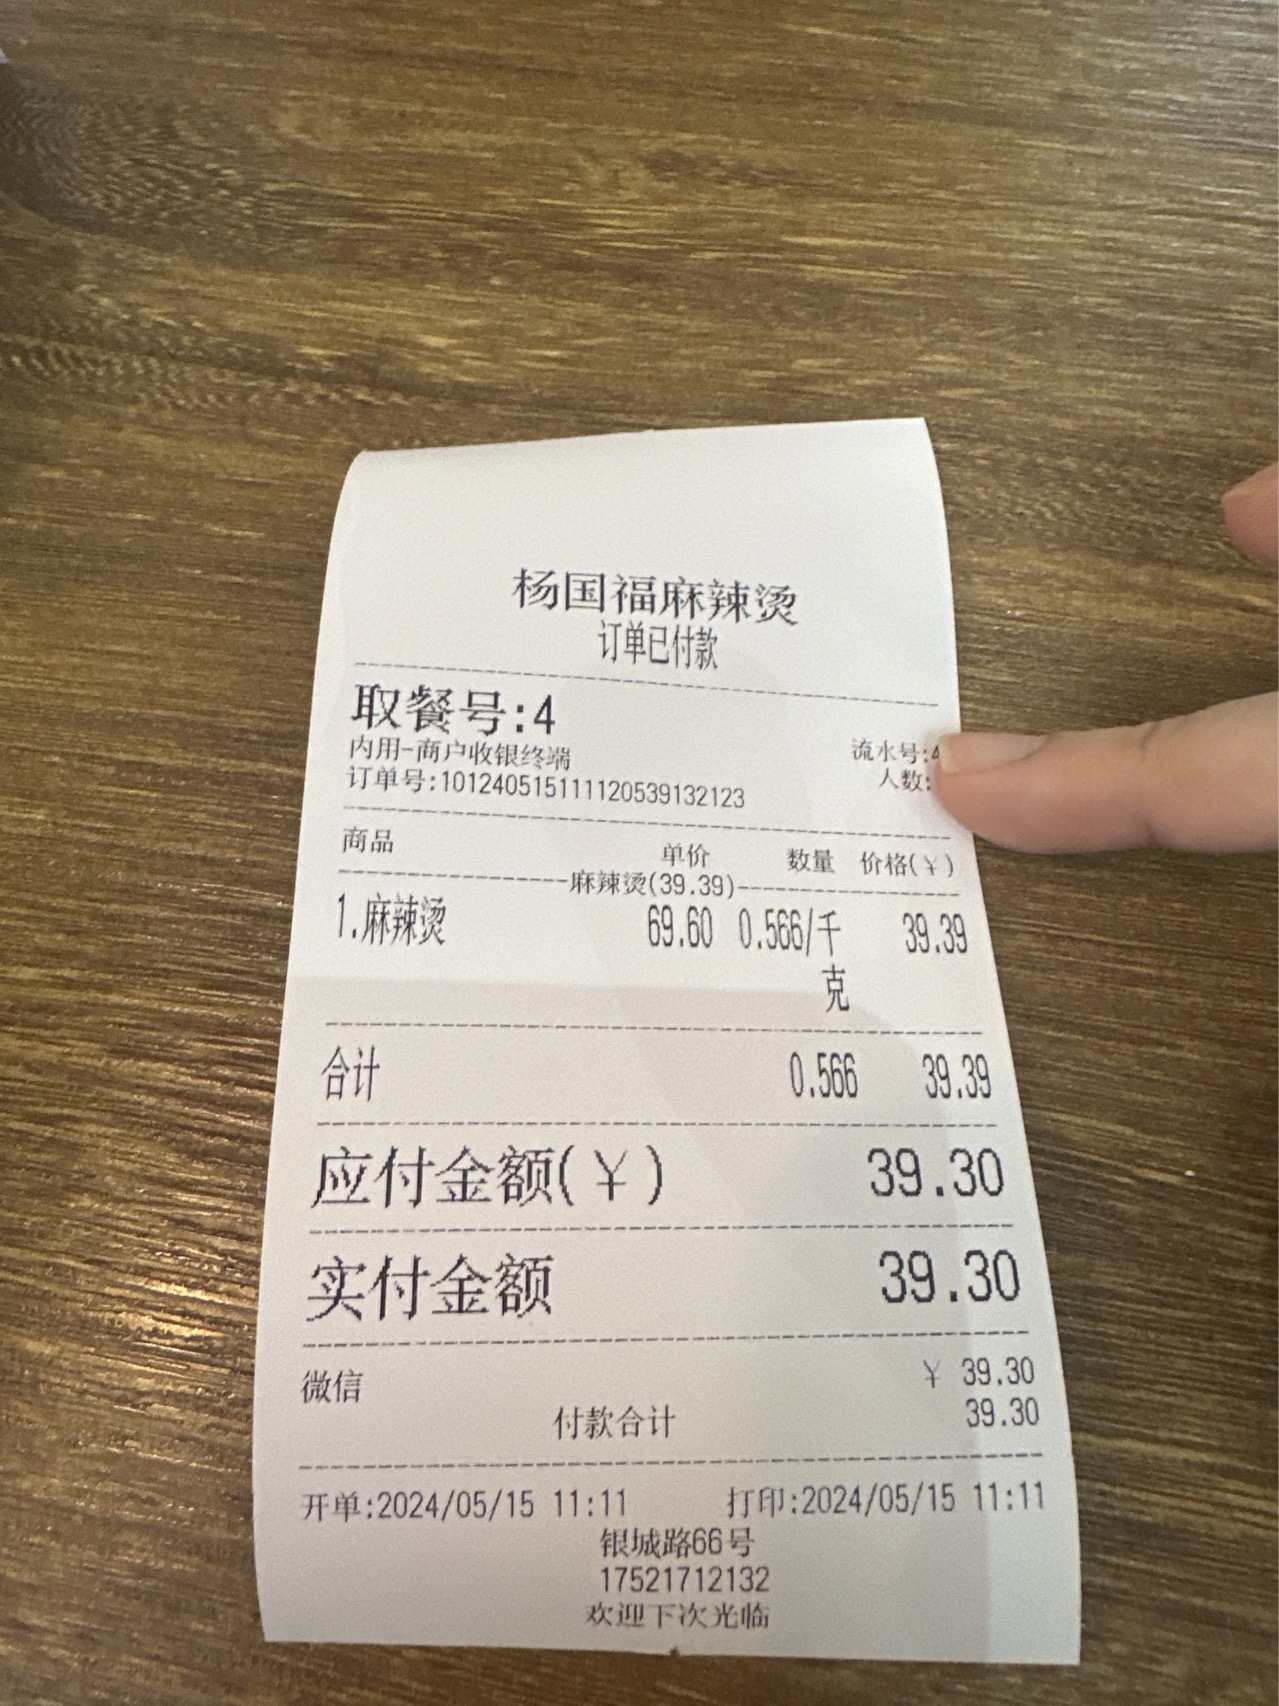 杨国福麻辣烫
订单已付款
取餐号:4
内用-商户收银终端 流水号:4
订单号:101240515111120539132123 人数:
商品 单价 数量 价格(¥)
麻辣烫(39.39)
1.麻辣烫 69.60 0.566/千 39.39
克
合计 0.566 39.39
应付金额(¥) 39.30
实付金额 39.30
微信 ¥ 39.30
付款合计 39.30
开单:2024/05/15 11:11 打印:2024/05/15 11:11
银城路66号
17521712132
欢迎下次光临